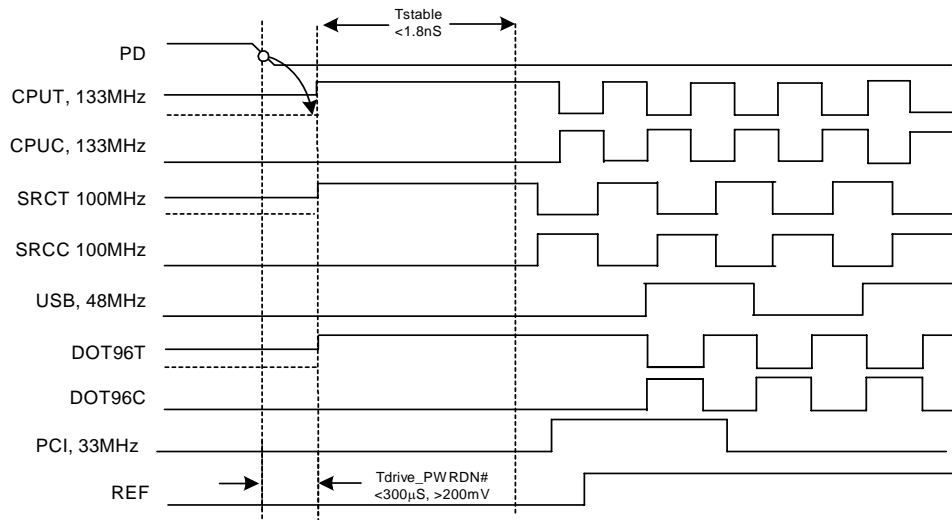 Tstable
<1.8nS
PD
CPUT, 133MHz
CPUC, 133MHz
SRCT 100MHz
SRCC 100MHz
USB, 48MHz
DOT96T
DOT96C
PCI, 33MHz
Tdrive_PWRDN#
<300μS, >200mV
REF